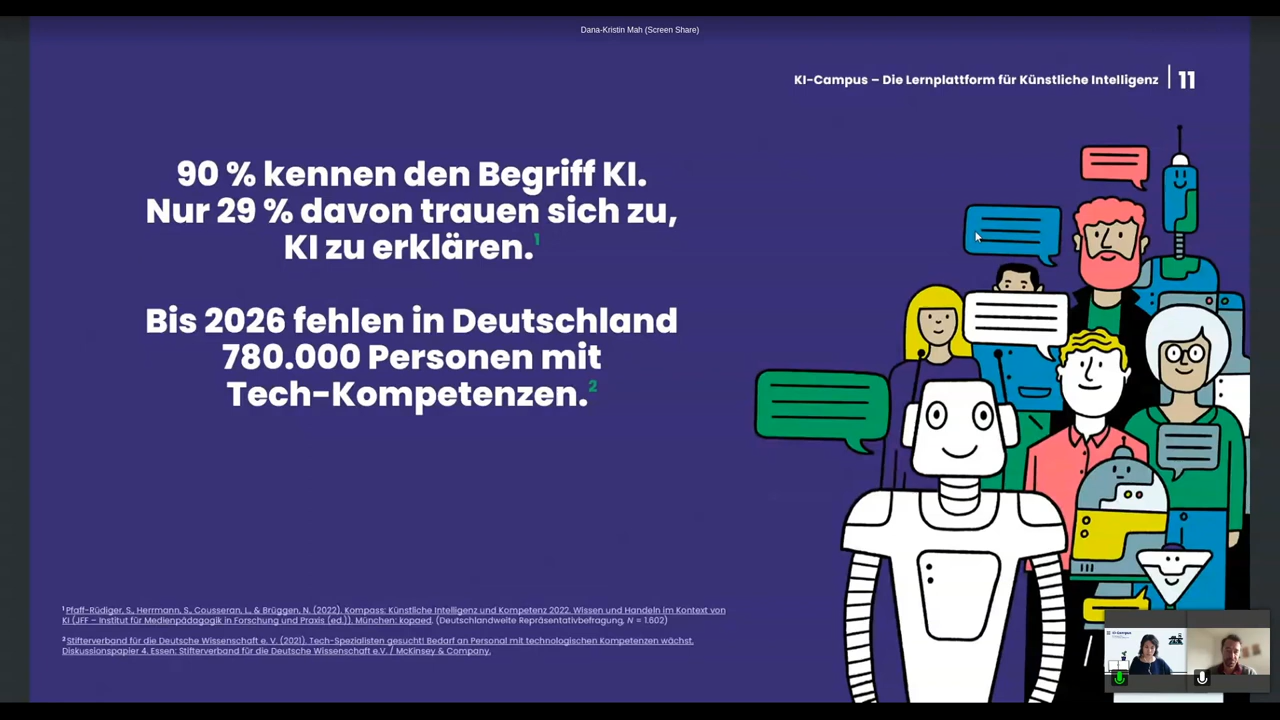 Dana-Kristin Mah (Screen Share)
KI-Campus – Die Lernplattform für Künstliche Intelligenz | 11
90 % kennen den Begriff KI.
Nur 29 % davon trauen sich zu,
KI zu erklären.¹
Bis 2026 fehlen in Deutschland
780.000 Personen mit
Tech-Kompetenzen.²
¹ Pfaff-Rüdiger, S., Herrmann, S., Cousseran, L., & Brüggen, N. (2022). Kompass: Künstliche Intelligenz und Kompetenz 2022. Wissen und Handeln im Kontext von
KI (JFF – Institut für Medienpädagogik in Forschung und Praxis (ed.)). München: kopaed. (Deutschlandweite Repräsentativbefragung, N = 1.602)
² Stifterverband für die Deutsche Wissenschaft e. V. (2021). Tech-Spezialisten gesucht! Bedarf an Personal mit technologischen Kompetenzen wächst.
Diskussionspapier 4. Essen: Stifterverband für die Deutsche Wissenschaft e.V. / McKinsey & Company.
KI-Campus